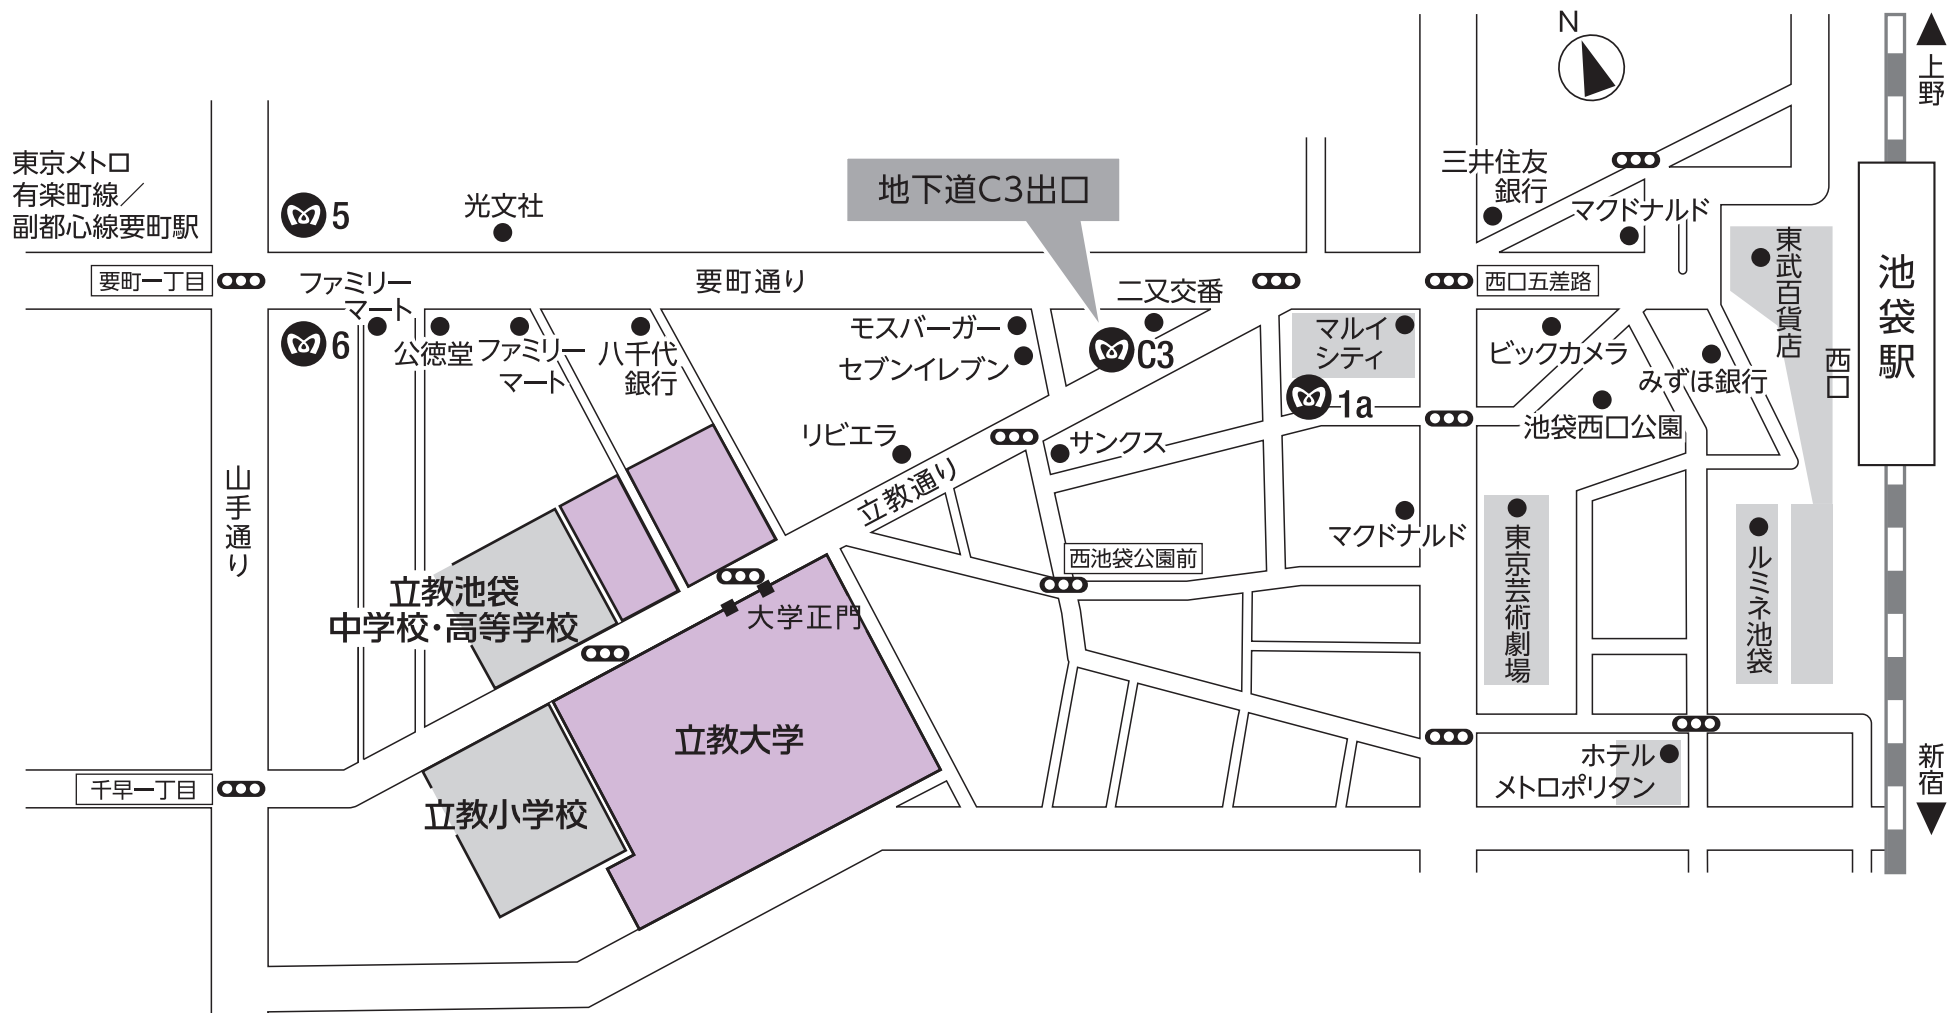 N
上野
東京メトロ
有楽町線／
副都心線要町駅
5
光文社
地下道C3出口
三井住友
銀行
マクドナルド
東武百貨店
池袋駅
西口
要町一丁目
ファミリー
マート
要町通り
二又交番
西口五差路
6
公徳堂
ファミリー
マート
八千代
銀行
モスバーガー
セブンイレブン
C3
マルイ
シティ
1a
ビックカメラ
みずほ銀行
池袋西口公園
リビエラ
サンクス
立教通り
山手通り
マクドナルド
東京芸術劇場
ルミネ池袋
西池袋公園前
立教池袋
中学校・高等学校
大学正門
立教大学
立教小学校
千早一丁目
ホテル
メトロポリタン
新宿